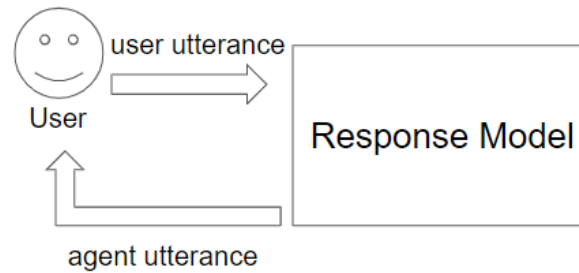 user utterance
User
Response Model
agent utterance